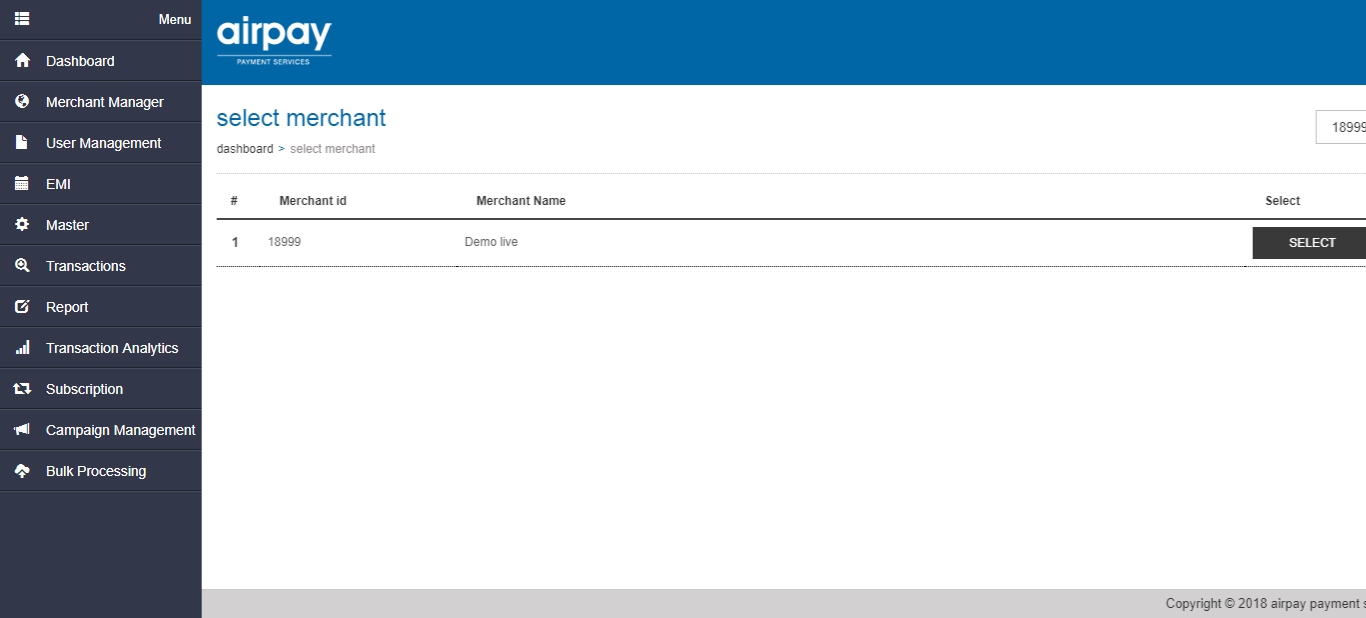 Menu
Dashboard
Merchant Manager
User Management
EMI
Master
Transactions
Report
Transaction Analytics
Subscription
Campaign Management
Bulk Processing
airpay
PAYMENT SERVICES
select merchant
dashboard > select merchant
18999
# Merchant id Merchant Name Select
1 18999 Demo live SELECT
Copyright © 2018 airpay payment